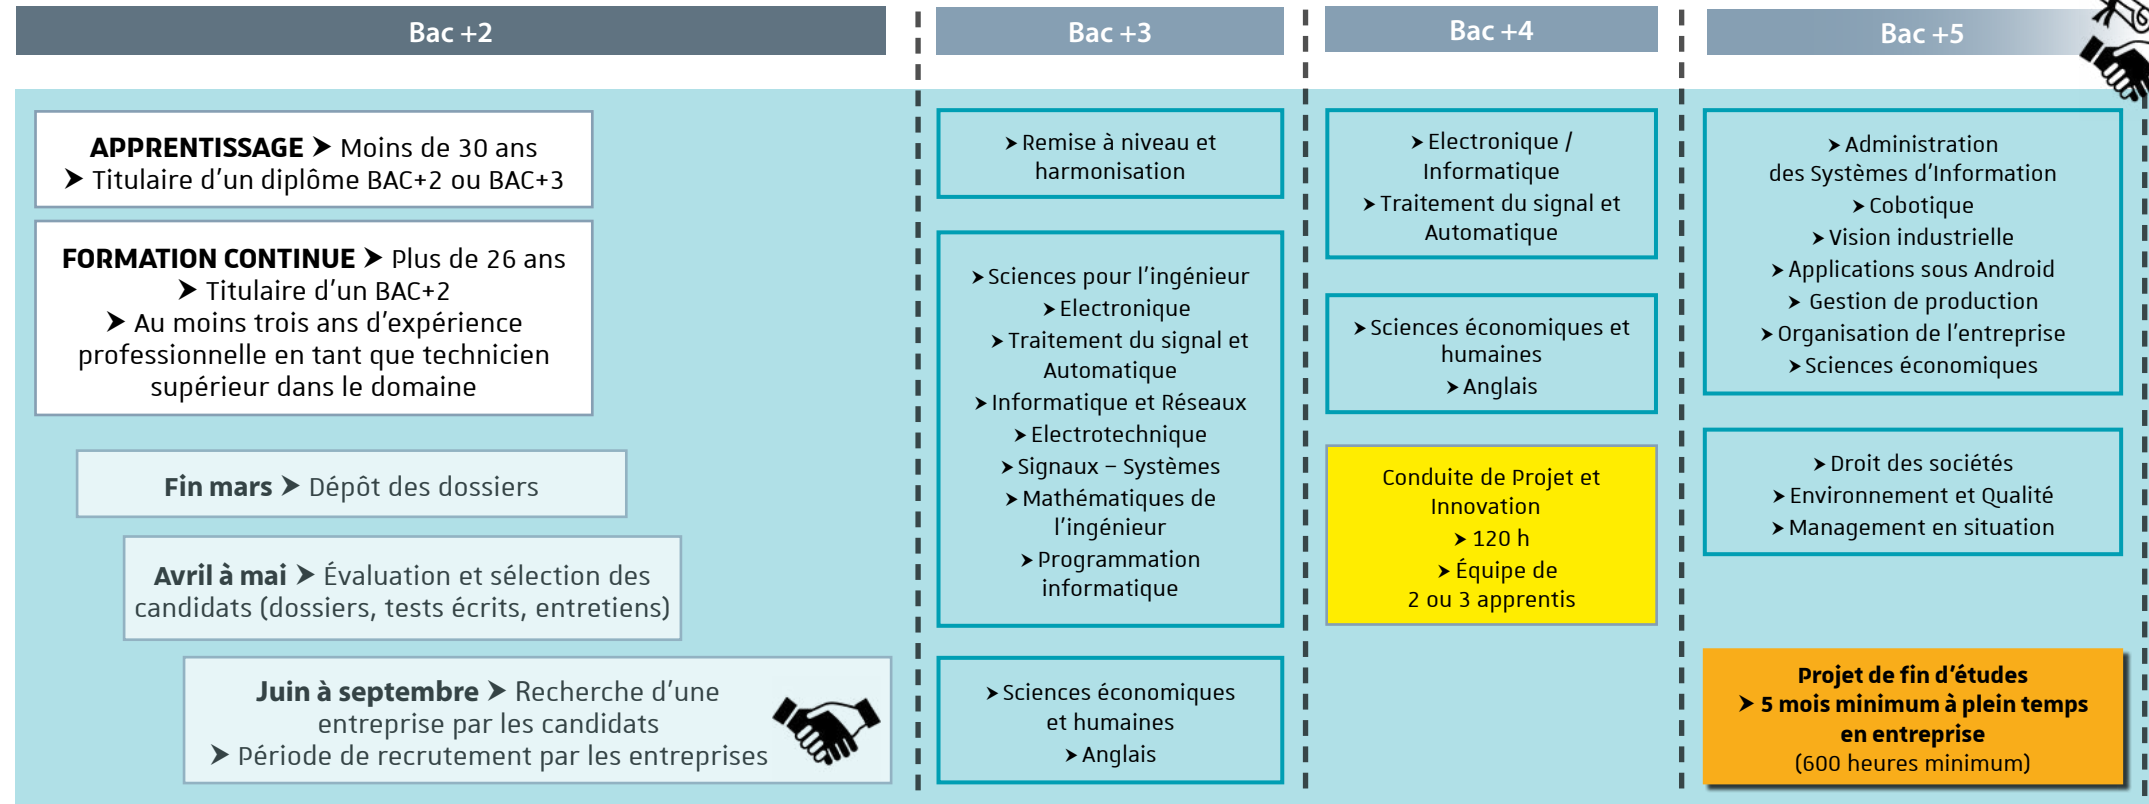 Bac +2
APPRENTISSAGE ➤ Moins de 30 ans
➤ Titulaire d'un diplôme BAC+2 ou BAC+3
FORMATION CONTINUE ➤ Plus de 26 ans
➤ Titulaire d'un BAC+2
➤ Au moins trois ans d'expérience
professionnelle en tant que technicien
supérieur dans le domaine
Fin mars ➤ Dépôt des dossiers
Avril à mai ➤ Évaluation et sélection des
candidats (dossiers, tests écrits, entretiens)
Juin à septembre ➤ Recherche d'une
entreprise par les candidats
➤ Période de recrutement par les entreprises
Bac +3
➤ Remise à niveau et
harmonisation
➤ Sciences pour l'ingénieur
➤ Electronique
➤ Traitement du signal et
Automatique
➤ Informatique et Réseaux
➤ Electrotechnique
➤ Signaux – Systèmes
➤ Mathématiques de
l'ingénieur
➤ Programmation
informatique
➤ Sciences économiques
et humaines
➤ Anglais
Bac +4
➤ Electronique /
Informatique
➤ Traitement du signal et
Automatique
➤ Sciences économiques et
humaines
➤ Anglais
Conduite de Projet et
Innovation
➤ 120 h
➤ Équipe de
2 ou 3 apprentis
Bac +5
➤ Administration
des Systèmes d'Information
➤ Cobotique
➤ Vision industrielle
➤ Applications sous Android
➤ Gestion de production
➤ Organisation de l'entreprise
➤ Sciences économiques
➤ Droit des sociétés
➤ Environnement et Qualité
➤ Management en situation
Projet de fin d'études
➤ 5 mois minimum à plein temps
en entreprise
(600 heures minimum)